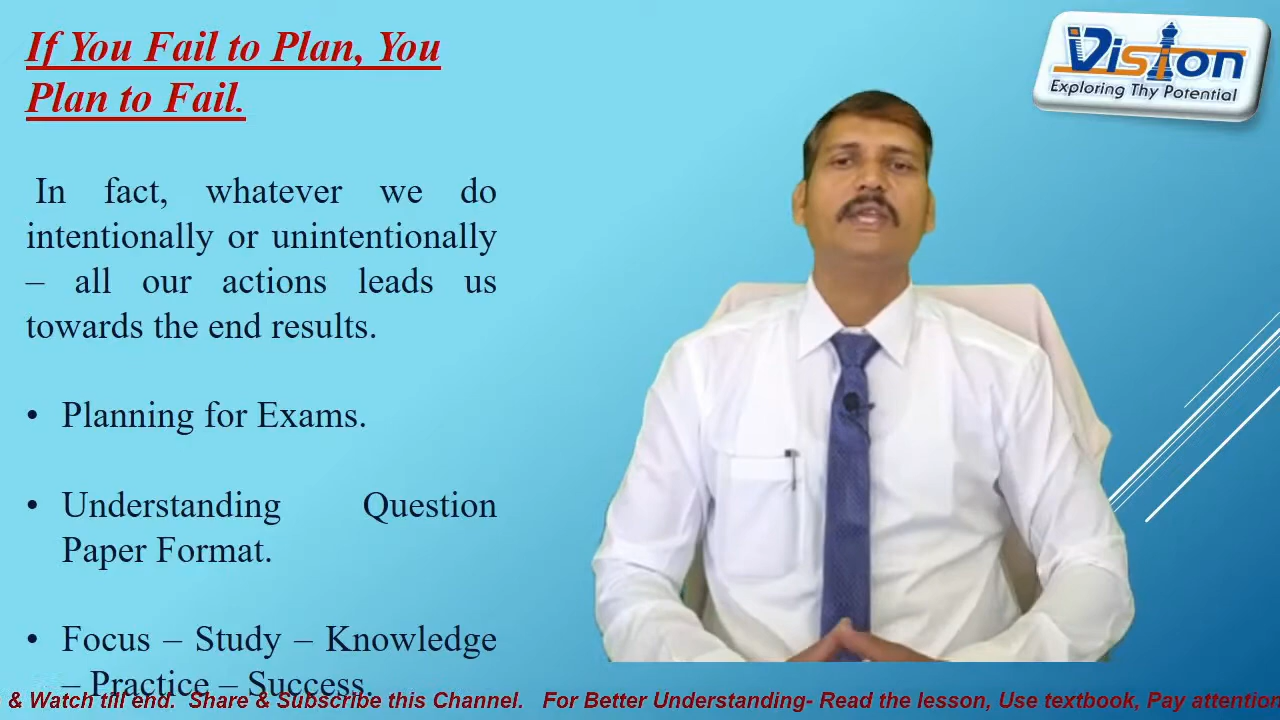 If You Fail to Plan, You
Plan to Fail.
In fact, whatever we do
intentionally or unintentionally
– all our actions leads us
towards the end results.
• Planning for Exams.
• Understanding Question
Paper Format.
• Focus – Study – Knowledge
– Practice – Success.
iVision
Exploring Thy Potential
& Watch till end. Share & Subscribe this Channel. For Better Understanding- Read the lesson, Use textbook, Pay attention